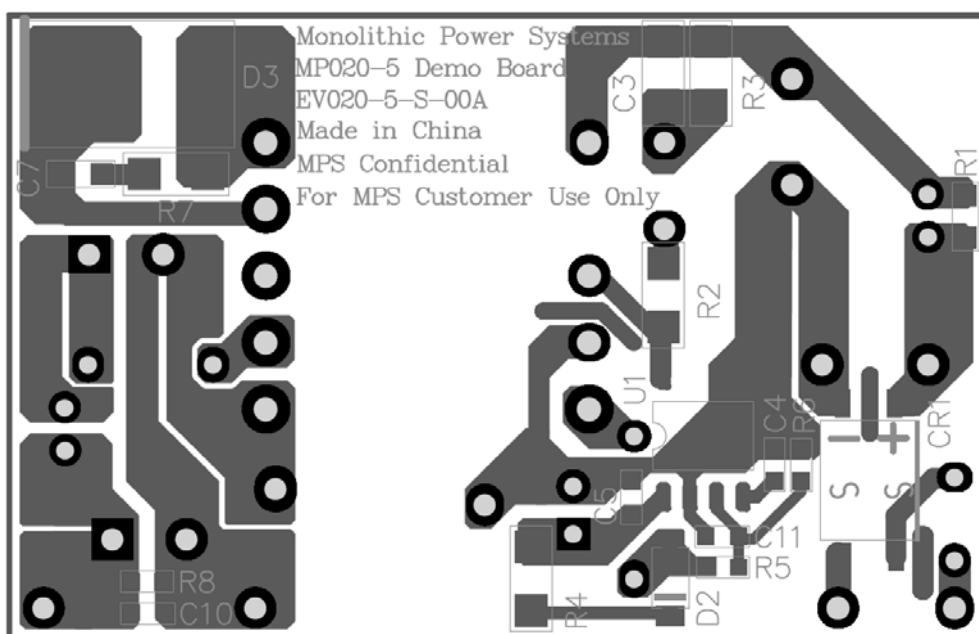 Monolithic Power Systems
MP020-5 Demo Board
EV020-5-S-00A
Made in China
MPS Confidential
For MPS Customer Use Only
D3
C3
R3
R1
C7
R7
R2
U1
C4
R6
CR1
- +
S S
C5
C11
R5
R4
D2
R8
C10